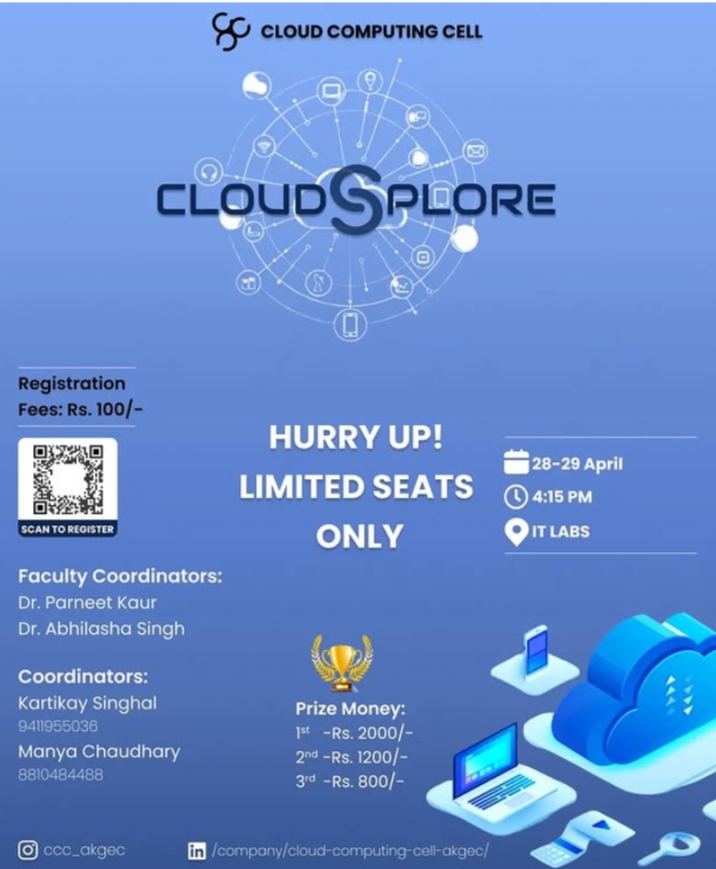 CLOUD COMPUTING CELL
CLOUDSPLORE
Registration
Fees: Rs. 100/-
SCAN TO REGISTER
HURRY UP!
LIMITED SEATS
ONLY
28-29 April
4:15 PM
IT LABS
Faculty Coordinators:
Dr. Parneet Kaur
Dr. Abhilasha Singh
Coordinators:
Kartikay Singhal
9411955036
Manya Chaudhary
8810484488
Prize Money:
1st -Rs. 2000/-
2nd -Rs. 1200/-
3rd -Rs. 800/-
ccc_akgec
in /company/cloud-computing-cell-akgec/